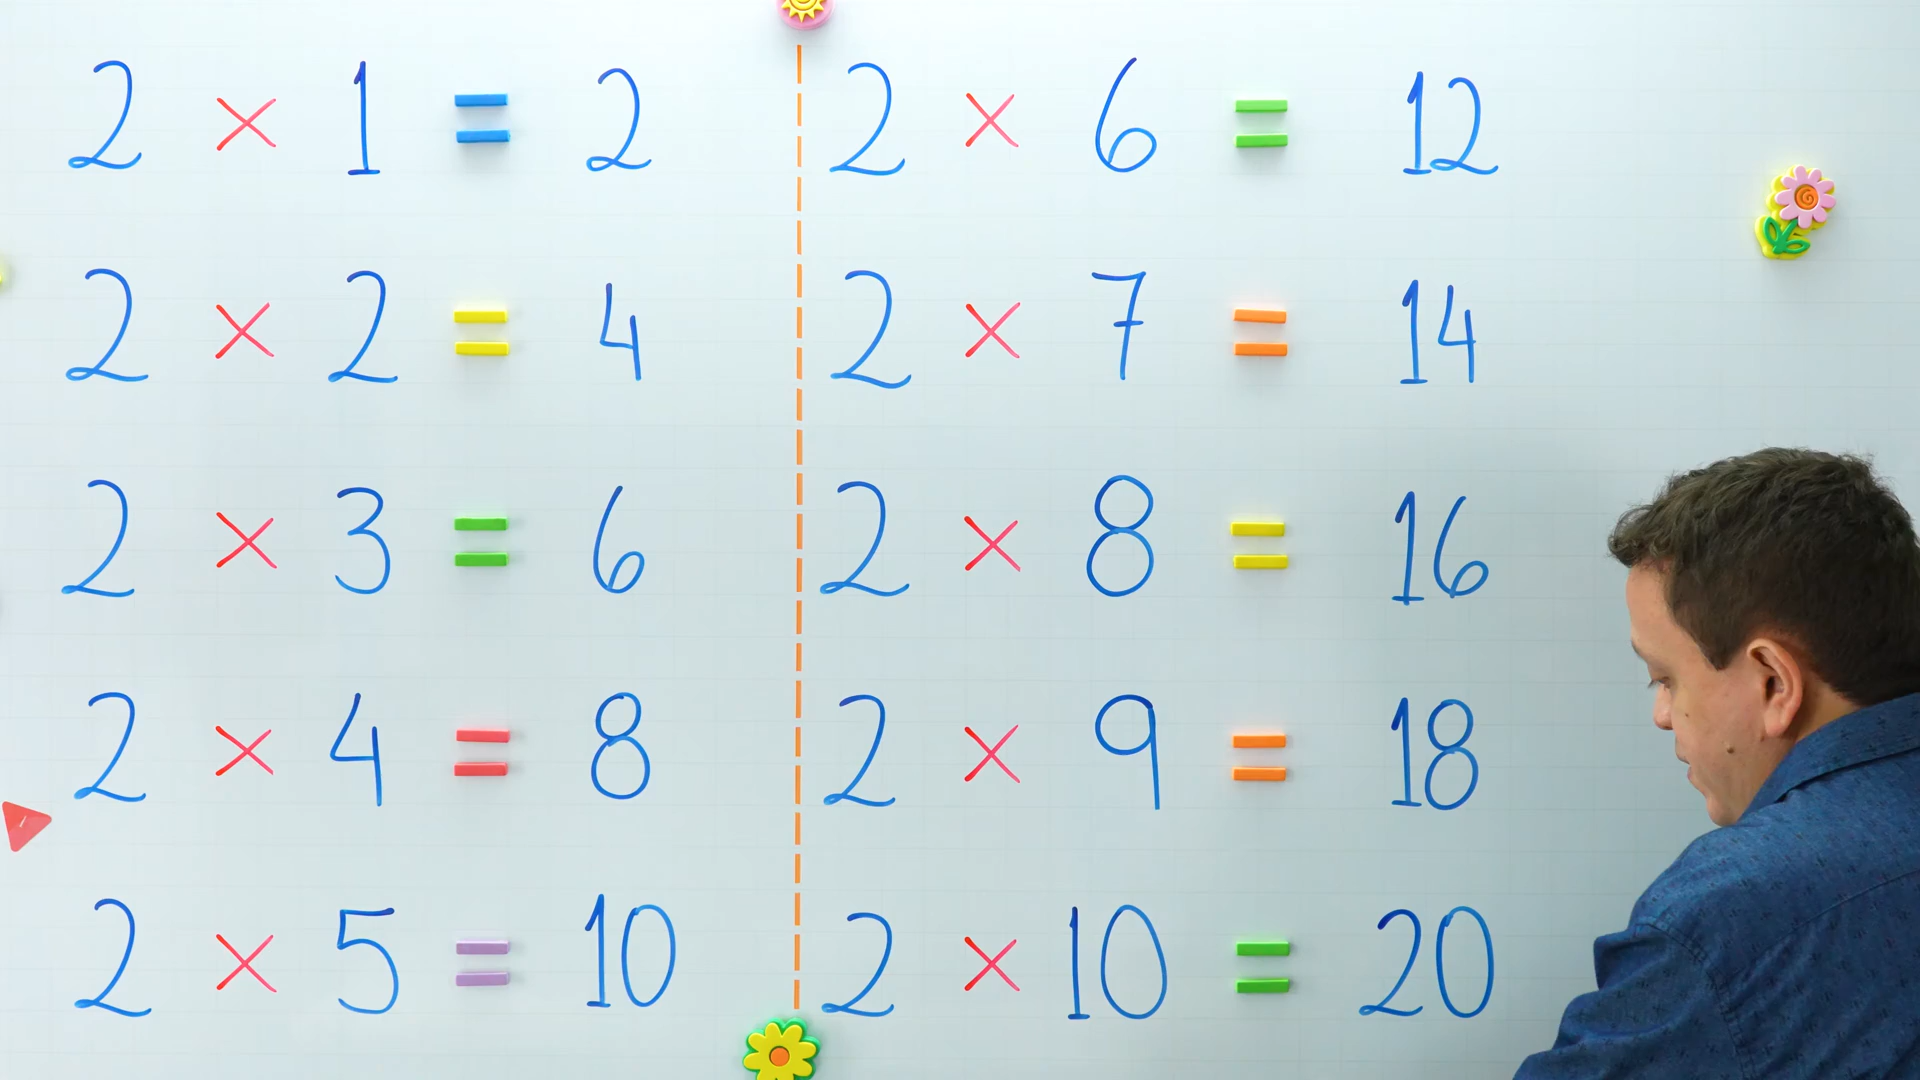 2 × 1 = 2
2 × 2 = 4
2 × 3 = 6
2 × 4 = 8
2 × 5 = 10
2 × 6 = 12
2 × 7 = 14
2 × 8 = 16
2 × 9 = 18
2 × 10 = 20